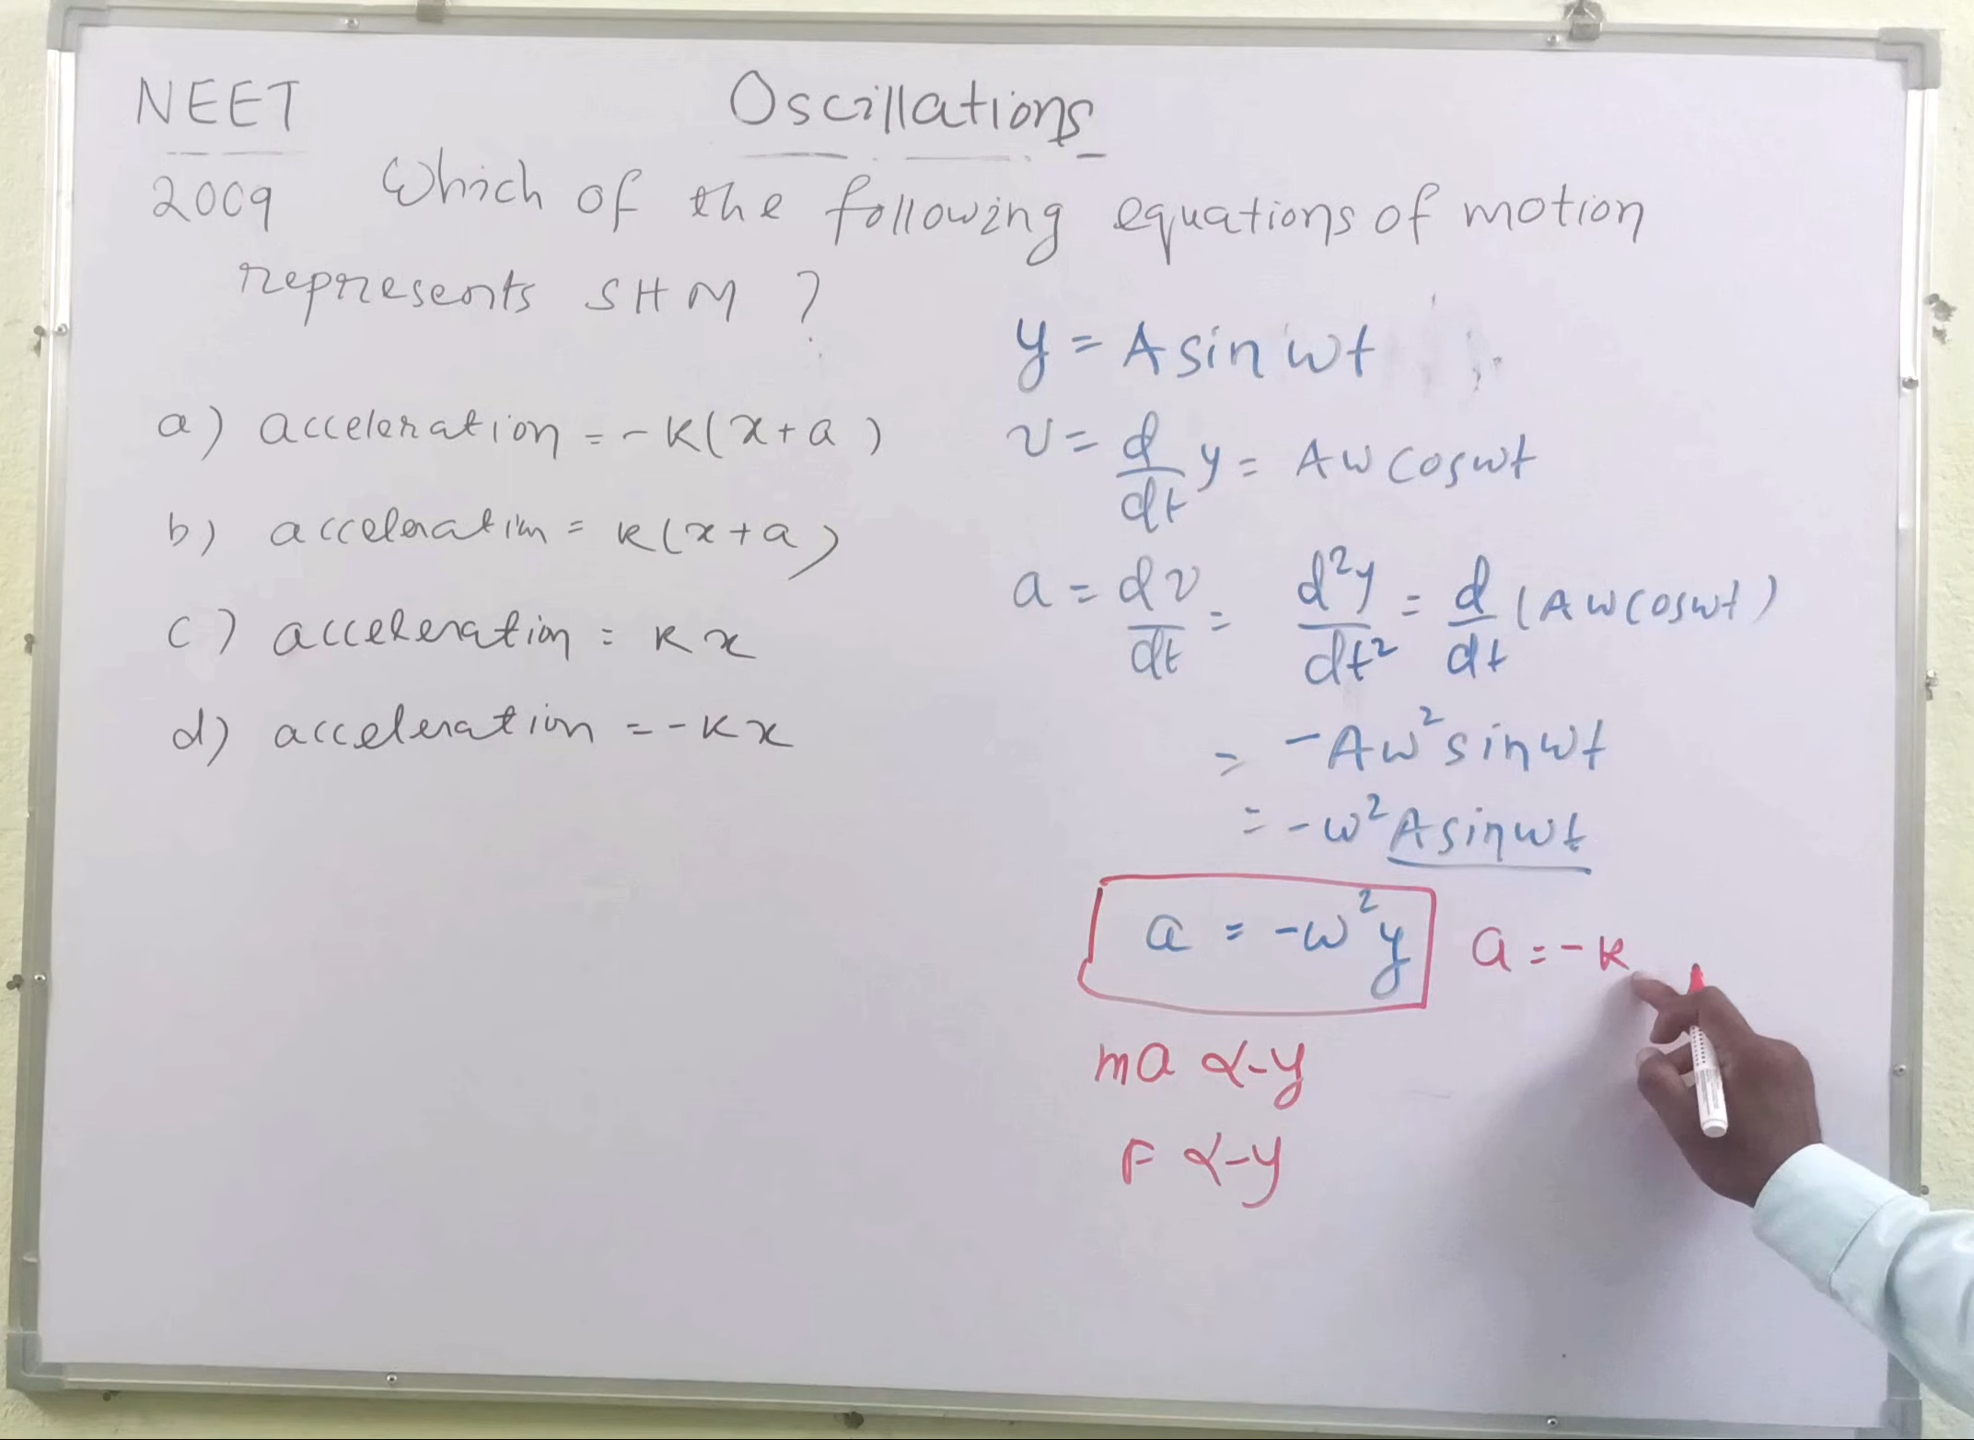 NEET
Oscillations
2009 Which of the following equations of motion
represents SHM ?
a) acceleration = -k(x+a)
b) acceleration = k(x+a)
c) acceleration = kx
d) acceleration = -kx
y = A sin ωt
v = d/dt y = Aω cosωt
a = dv/dt = d²y/dt² = d/dt (Aω cosωt)
= -Aω² sinωt
= -ω² A sinωt
a = -ω²y
a = -k
ma ∝ -y
F ∝ -y